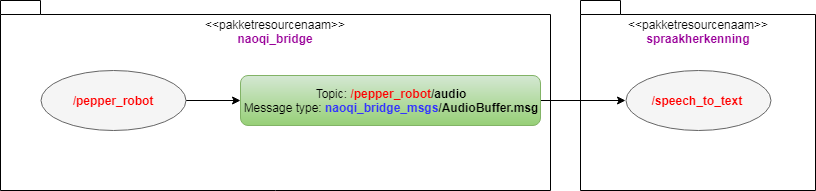 <<pakketresourcenaam>>
naoqi_bridge
/pepper_robot
Topic: /pepper_robot/audio
Message type: naoqi_bridge_msgs/AudioBuffer.msg
<<pakketresourcenaam>>
spraakherkenning
/speech_to_text